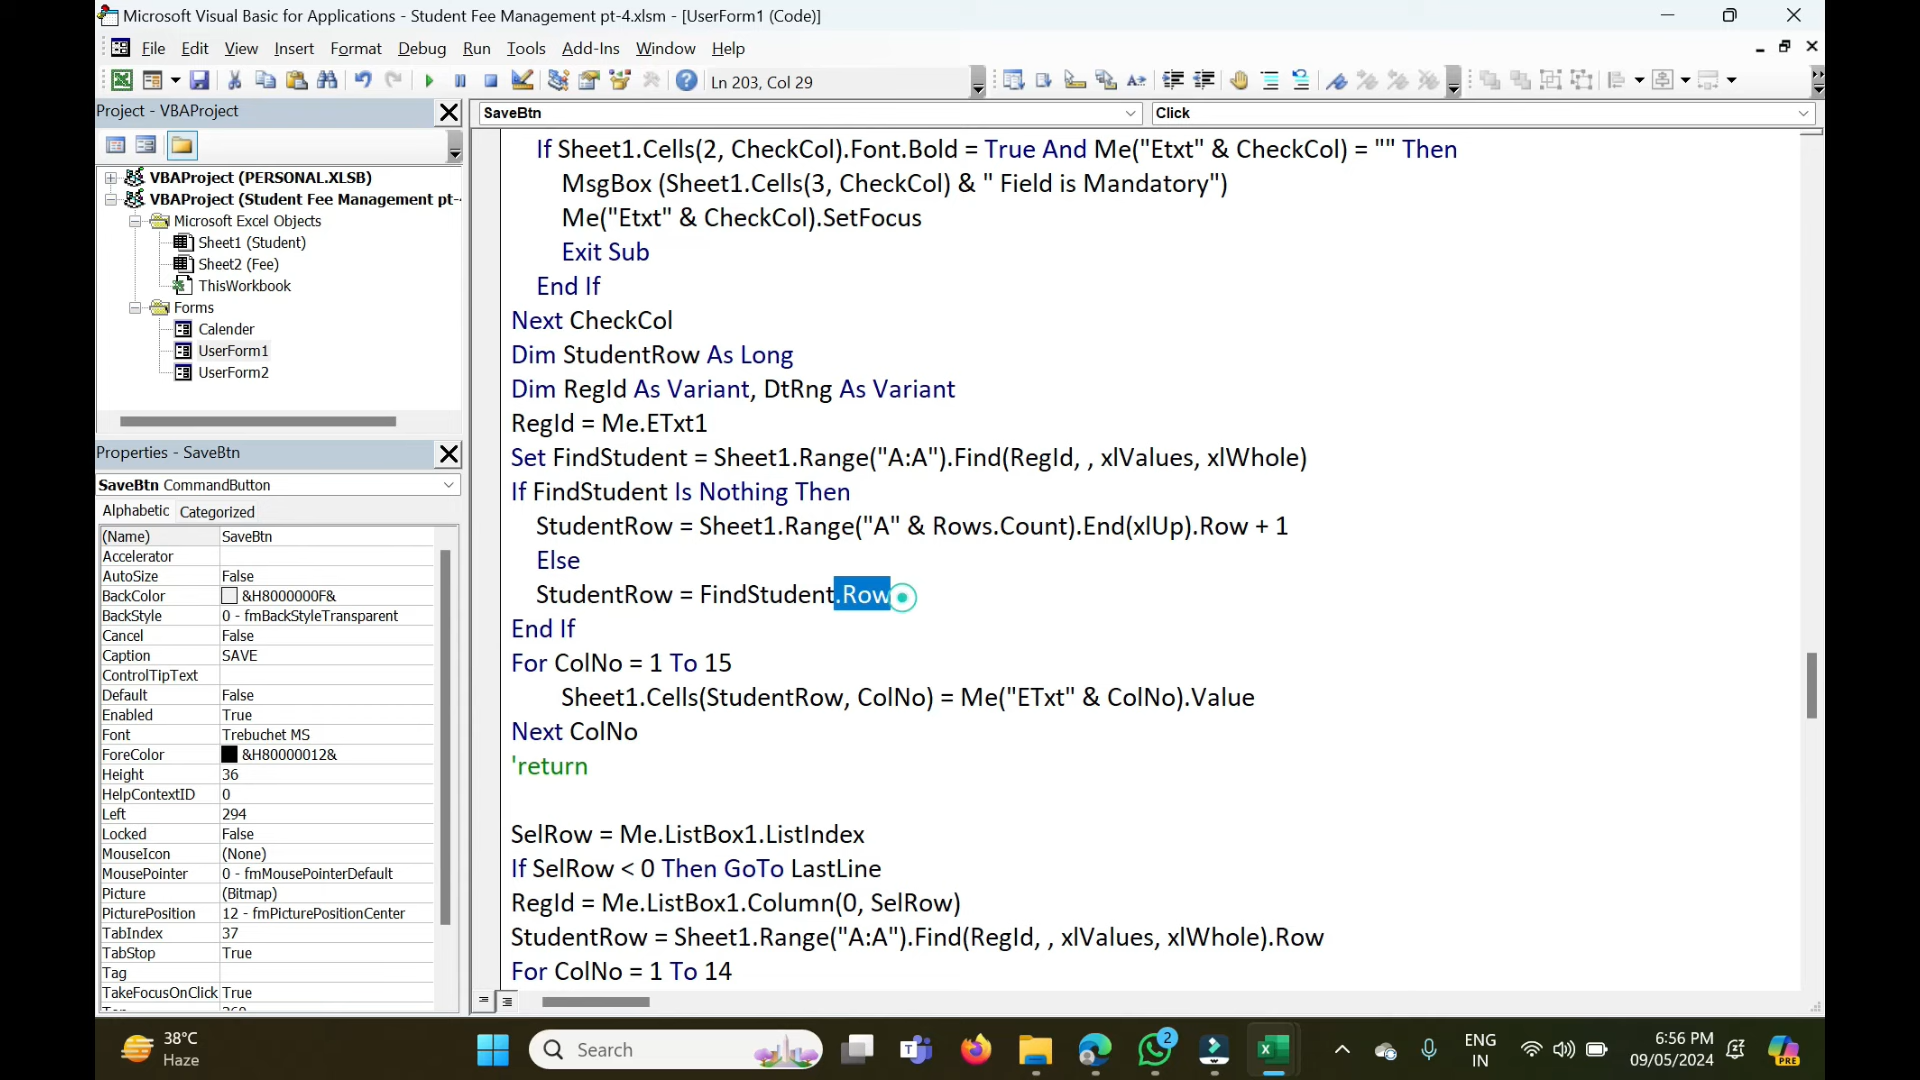 Microsoft Visual Basic for Applications - Student Fee Management pt-4.xlsm - [UserForm1 (Code)]
File Edit View Insert Format Debug Run Tools Add-Ins Window Help
Ln 203, Col 29
Project - VBAProject
VBAProject (PERSONAL.XLSB)
VBAProject (Student Fee Management pt-
Microsoft Excel Objects
Sheet1 (Student)
Sheet2 (Fee)
ThisWorkbook
Forms
Calender
UserForm1
UserForm2
Properties - SaveBtn
SaveBtn CommandButton
Alphabetic Categorized
(Name) SaveBtn
Accelerator
AutoSize False
BackColor &H8000000F&
BackStyle 0 - fmBackStyleTransparent
Cancel False
Caption SAVE
ControlTipText
Default False
Enabled True
Font Trebuchet MS
ForeColor &H80000012&
Height 36
HelpContextID 0
Left 294
Locked False
MouseIcon (None)
MousePointer 0 - fmMousePointerDefault
Picture (Bitmap)
PicturePosition 12 - fmPicturePositionCenter
TabIndex 37
TabStop True
Tag
TakeFocusOnClick True
SaveBtn Click
If Sheet1.Cells(2, CheckCol).Font.Bold = True And Me("Etxt" & CheckCol) = "" Then
MsgBox (Sheet1.Cells(3, CheckCol) & " Field is Mandatory")
Me("Etxt" & CheckCol).SetFocus
Exit Sub
End If
Next CheckCol
Dim StudentRow As Long
Dim RegId As Variant, DtRng As Variant
RegId = Me.ETxt1
Set FindStudent = Sheet1.Range("A:A").Find(RegId, , xlValues, xlWhole)
If FindStudent Is Nothing Then
StudentRow = Sheet1.Range("A" & Rows.Count).End(xlUp).Row + 1
Else
StudentRow = FindStudent.Row
End If
For ColNo = 1 To 15
Sheet1.Cells(StudentRow, ColNo) = Me("ETxt" & ColNo).Value
Next ColNo
'return
SelRow = Me.ListBox1.ListIndex
If SelRow < 0 Then GoTo LastLine
RegId = Me.ListBox1.Column(0, SelRow)
StudentRow = Sheet1.Range("A:A").Find(RegId, , xlValues, xlWhole).Row
For ColNo = 1 To 14
38°C
Haze
Search
2
ENG
IN
6:56 PM
09/05/2024
PRE